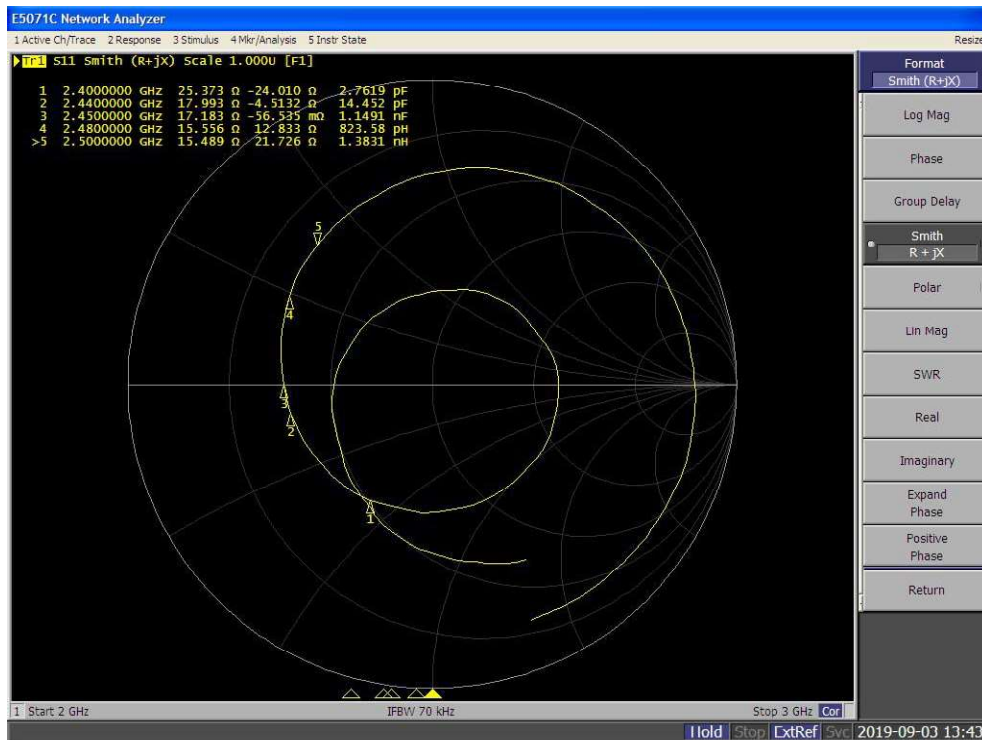 E5071C Network Analyzer
1 Active Ch/Trace 2 Response 3 Stimulus 4 Mkr/Analysis 5 Instr State
Resize
Tr1 S11 Smith (R+jX) Scale 1.000U [F1]
1 2.4000000 GHz 25.373 Ω -24.010 Ω 2.7619 pF
2 2.4400000 GHz 17.993 Ω -4.5132 Ω 14.452 pF
3 2.4500000 GHz 17.183 Ω -56.535 mΩ 1.1491 nF
4 2.4800000 GHz 15.556 Ω 12.833 Ω 823.58 pH
>5 2.5000000 GHz 15.489 Ω 21.726 Ω 1.3831 nH
5
4
3
2
1
Format
Smith (R+jX)
Log Mag
Phase
Group Delay
Smith
R + jX
Polar
Lin Mag
SWR
Real
Imaginary
Expand
Phase
Positive
Phase
Return
1 Start 2 GHz
IFBW 70 kHz
Stop 3 GHz Cor
Hold Stop ExtRef Svc 2019-09-03 13:43